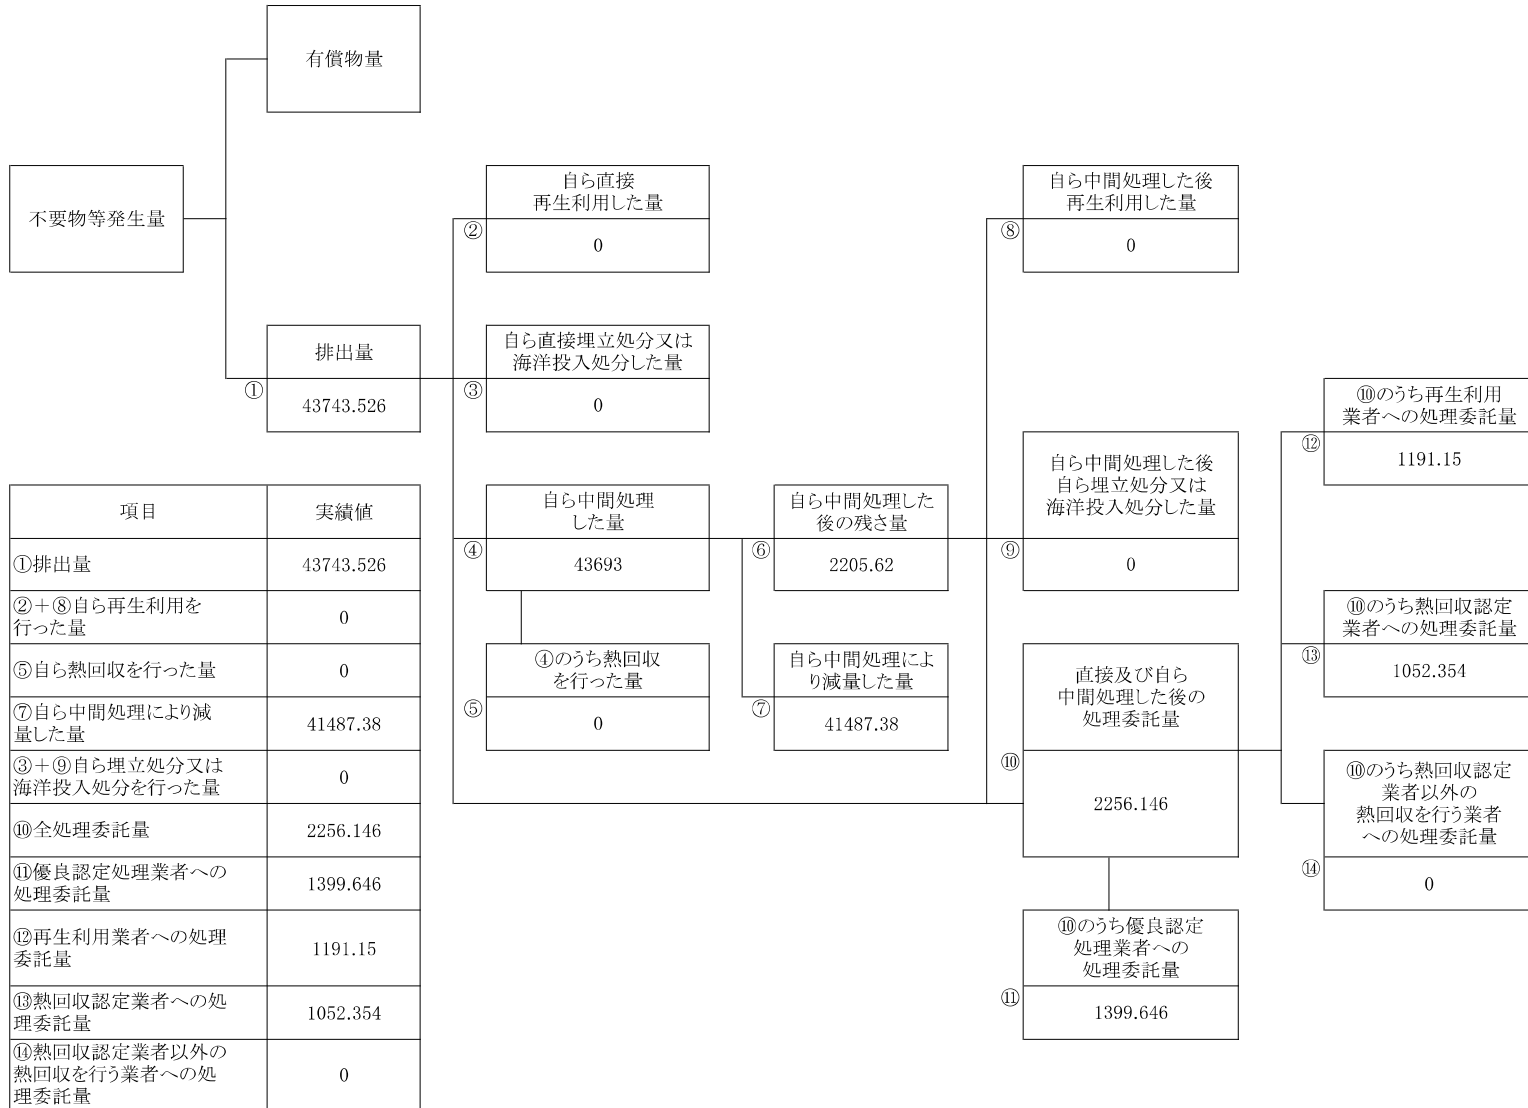 有償物量
不要物等発生量
自ら直接
再生利用した量
②
0
自ら中間処理した後
再生利用した量
⑧
0
排出量
①
43743.526
自ら直接埋立処分又は
海洋投入処分した量
③
0
⑩のうち再生利用
業者への処理委託量
⑫
1191.15
自ら中間処理した後
自ら埋立処分又は
海洋投入処分した量
⑨
0
自ら中間処理
した量
④
43693
自ら中間処理した
後の残さ量
⑥
2205.62
⑩のうち熱回収認定
業者への処理委託量
⑬
1052.354
④のうち熱回収
を行った量
⑤
0
自ら中間処理によ
り減量した量
⑦
41487.38
直接及び自ら
中間処理した後の
処理委託量
⑩
2256.146
⑩のうち熱回収認定
業者以外の
熱回収を行う業者
への処理委託量
⑭
0
⑩のうち優良認定
処理業者への
処理委託量
⑪
1399.646
項目 実績値
①排出量 43743.526
②＋⑧自ら再生利用を
行った量
0
⑤自ら熱回収を行った量 0
⑦自ら中間処理により減
量した量
41487.38
③＋⑨自ら埋立処分又は
海洋投入処分を行った量
0
⑩全処理委託量 2256.146
⑪優良認定処理業者への
処理委託量
1399.646
⑫再生利用業者への処理
委託量
1191.15
⑬熱回収認定業者への処
理委託量
1052.354
⑭熱回収認定業者以外の
熱回収を行う業者への処
理委託量
0